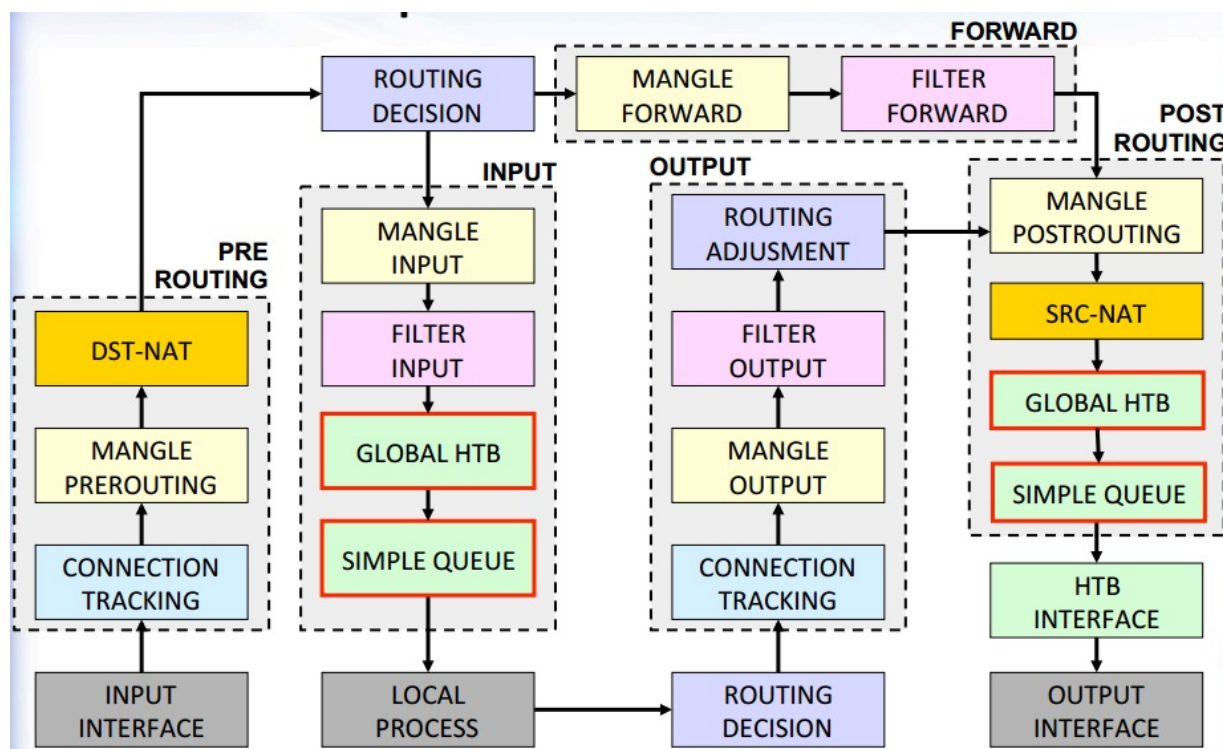 FORWARD
ROUTING
DECISION
MANGLE
FORWARD
FILTER
FORWARD
POST
ROUTING
INPUT
OUTPUT
MANGLE
INPUT
ROUTING
ADJUSMENT
MANGLE
POSTROUTING
PRE
ROUTING
DST-NAT
FILTER
INPUT
FILTER
OUTPUT
SRC-NAT
MANGLE
PREROUTING
GLOBAL HTB
MANGLE
OUTPUT
GLOBAL HTB
CONNECTION
TRACKING
SIMPLE QUEUE
CONNECTION
TRACKING
SIMPLE QUEUE
HTB
INTERFACE
INPUT
INTERFACE
LOCAL
PROCESS
ROUTING
DECISION
OUTPUT
INTERFACE